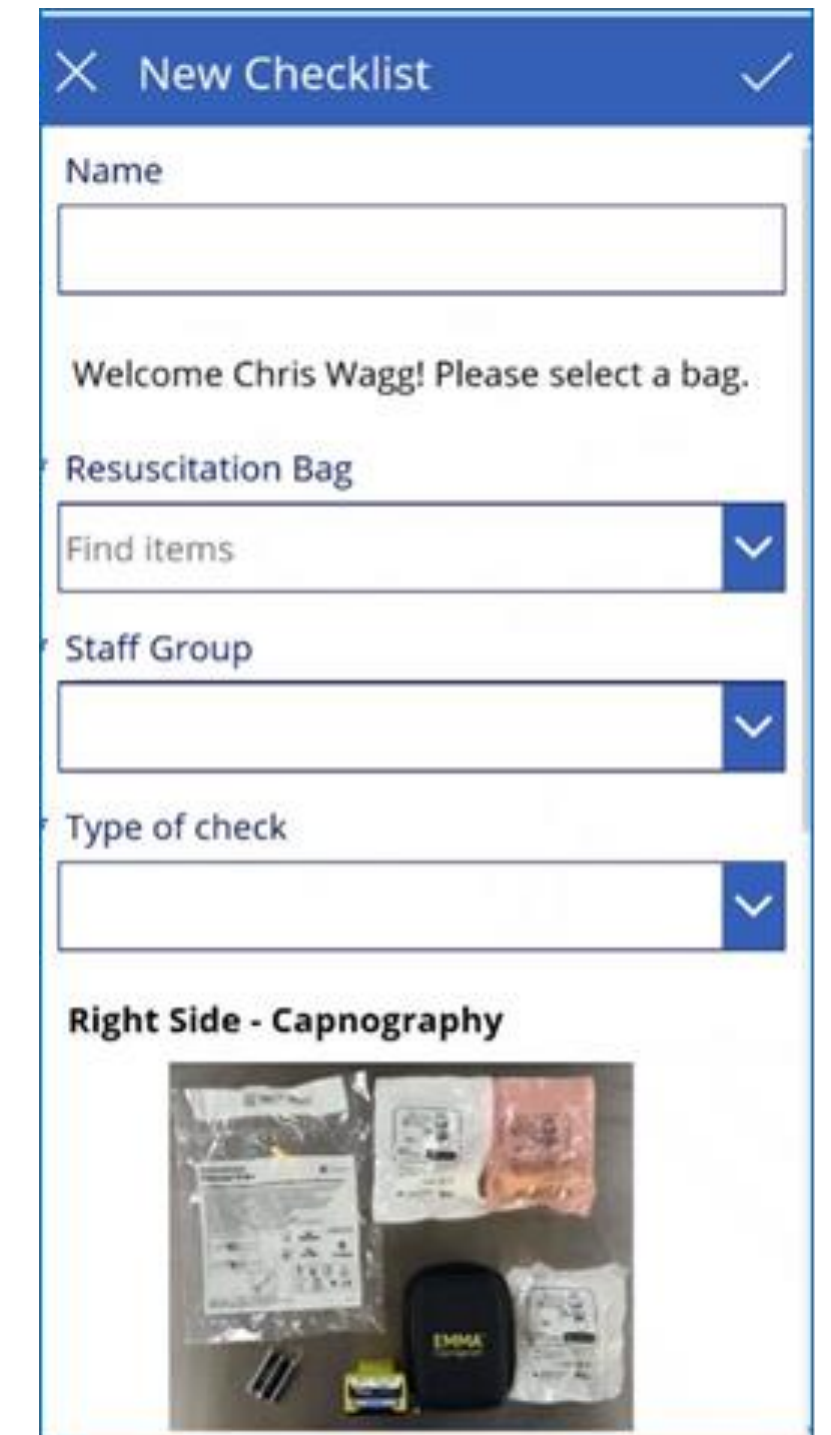 New Checklist
Name
Welcome Chris Wagg! Please select a bag.
* Resuscitation Bag
Find items
* Staff Group
* Type of check
Right Side - Capnography
EMMA